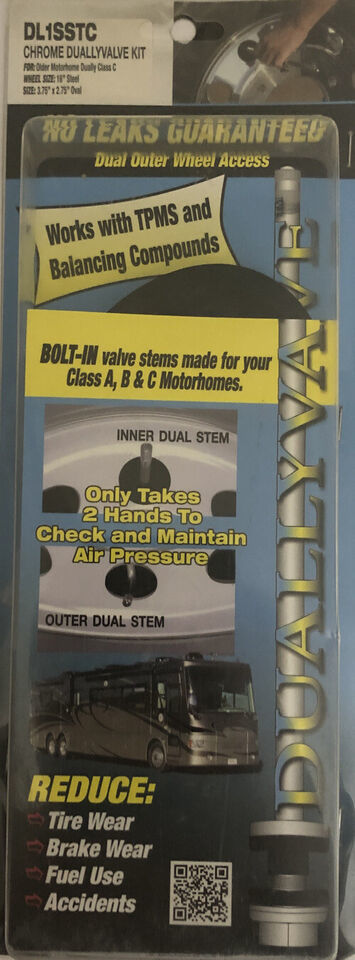 DL1SSTC
CHROME DUALLYVALVE KIT
FOR: Older Motorhome Dually Class C
WHEEL SIZE: 16" Steel
SIZE: 3.75" x 2.75" Oval
NO LEAKS GUARANTEED
Dual Outer Wheel Access
Works with TPMS and
Balancing Compounds
DUALLYVALVE
BOLT-IN valve stems made for your
Class A, B & C Motorhomes.
INNER DUAL STEM
Only Takes
2 Hands To
Check and Maintain
Air Pressure
OUTER DUAL STEM
REDUCE:
Tire Wear
Brake Wear
Fuel Use
Accidents